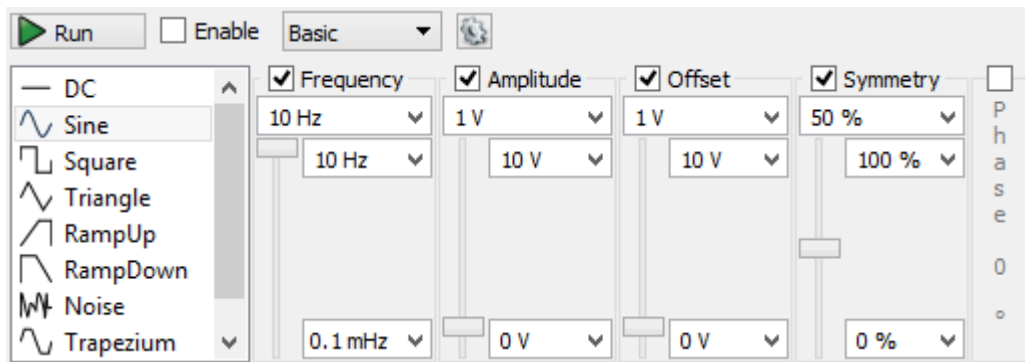 Run Enable Basic
DC
Sine
Square
Triangle
RampUp
RampDown
Noise
Trapezium
Frequency
10 Hz
10 Hz
0.1 mHz
Amplitude
1 V
10 V
0 V
Offset
1 V
10 V
0 V
Symmetry
50 %
100 %
0 %
P
h
a
s
e
0
°